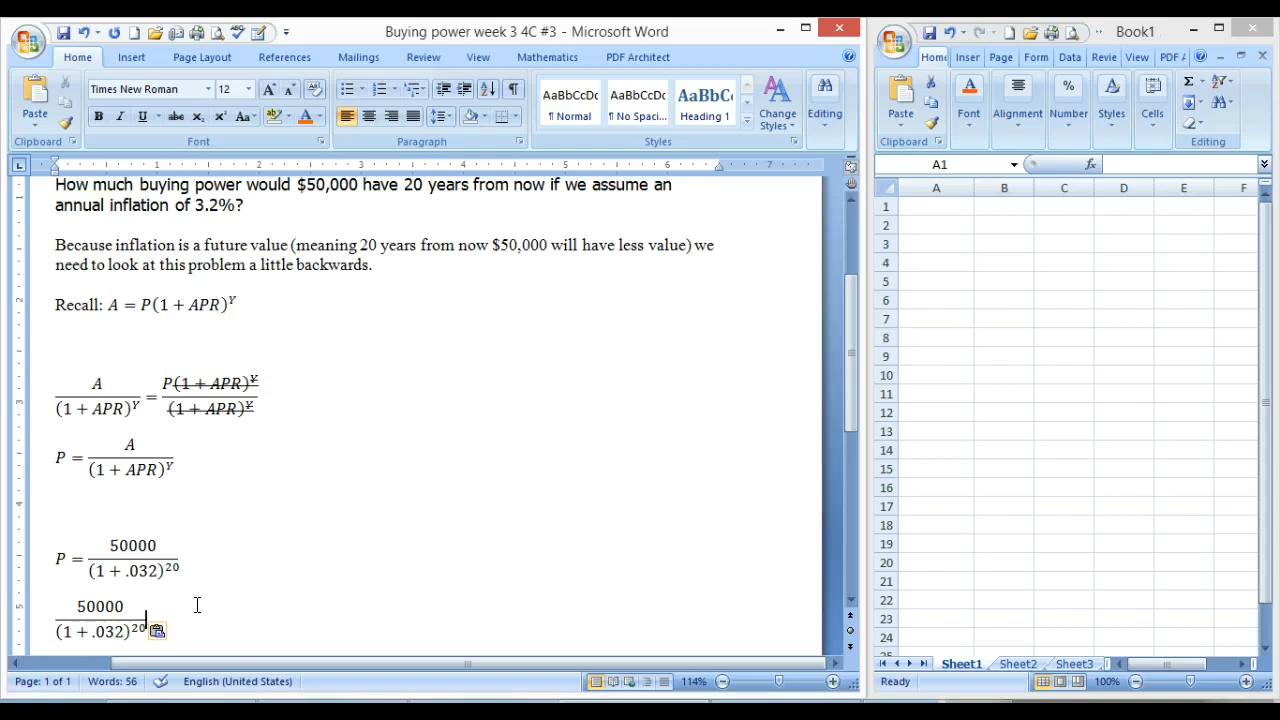 Buying power week 3 4C #3 - Microsoft Word
Home Insert Page Layout References Mailings Review View Mathematics PDF Architect
Paste
Clipboard
Times New Roman 12
B I U abc x₂ x² Aa
Font
Paragraph
AaBbCcDc AaBbCcDc AaBbCc
¶ Normal ¶ No Spaci... Heading 1
Change Styles
Styles
Editing
How much buying power would $50,000 have 20 years from now if we assume an
annual inflation of 3.2%?
Because inflation is a future value (meaning 20 years from now $50,000 will have less value) we
need to look at this problem a little backwards.
Recall: A = P(1 + APR)^Y
A/(1 + APR)^Y = P(1 + APR)^Y/(1 + APR)^Y
P = A/(1 + APR)^Y
P = 50000/(1 + .032)^20
50000/(1 + .032)^20
Page: 1 of 1 Words: 56 English (United States) 114%
Book1
Home Inser Page Form Data Revie View PDF
Paste
Clipboard
Font Alignment Number Styles Cells
Editing
A1 fx
A B C D E F
1
2
3
4
5
6
7
8
9
10
11
12
13
14
15
16
17
18
19
20
21
22
23
24
25
Sheet1 Sheet2 Sheet3
Ready 100%